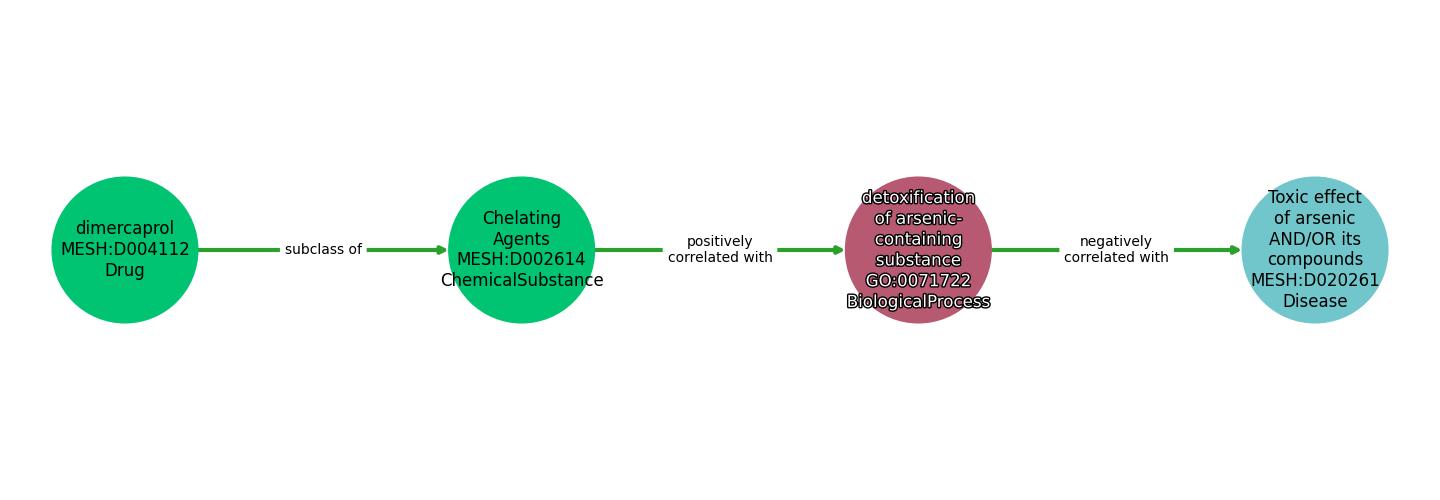 dimercaprol
MESH:D004112
Drug
subclass of
Chelating
Agents
MESH:D002614
ChemicalSubstance
positively
correlated with
detoxification
of arsenic-
containing
substance
GO:0071722
BiologicalProcess
negatively
correlated with
Toxic effect
of arsenic
AND/OR its
compounds
MESH:D020261
Disease